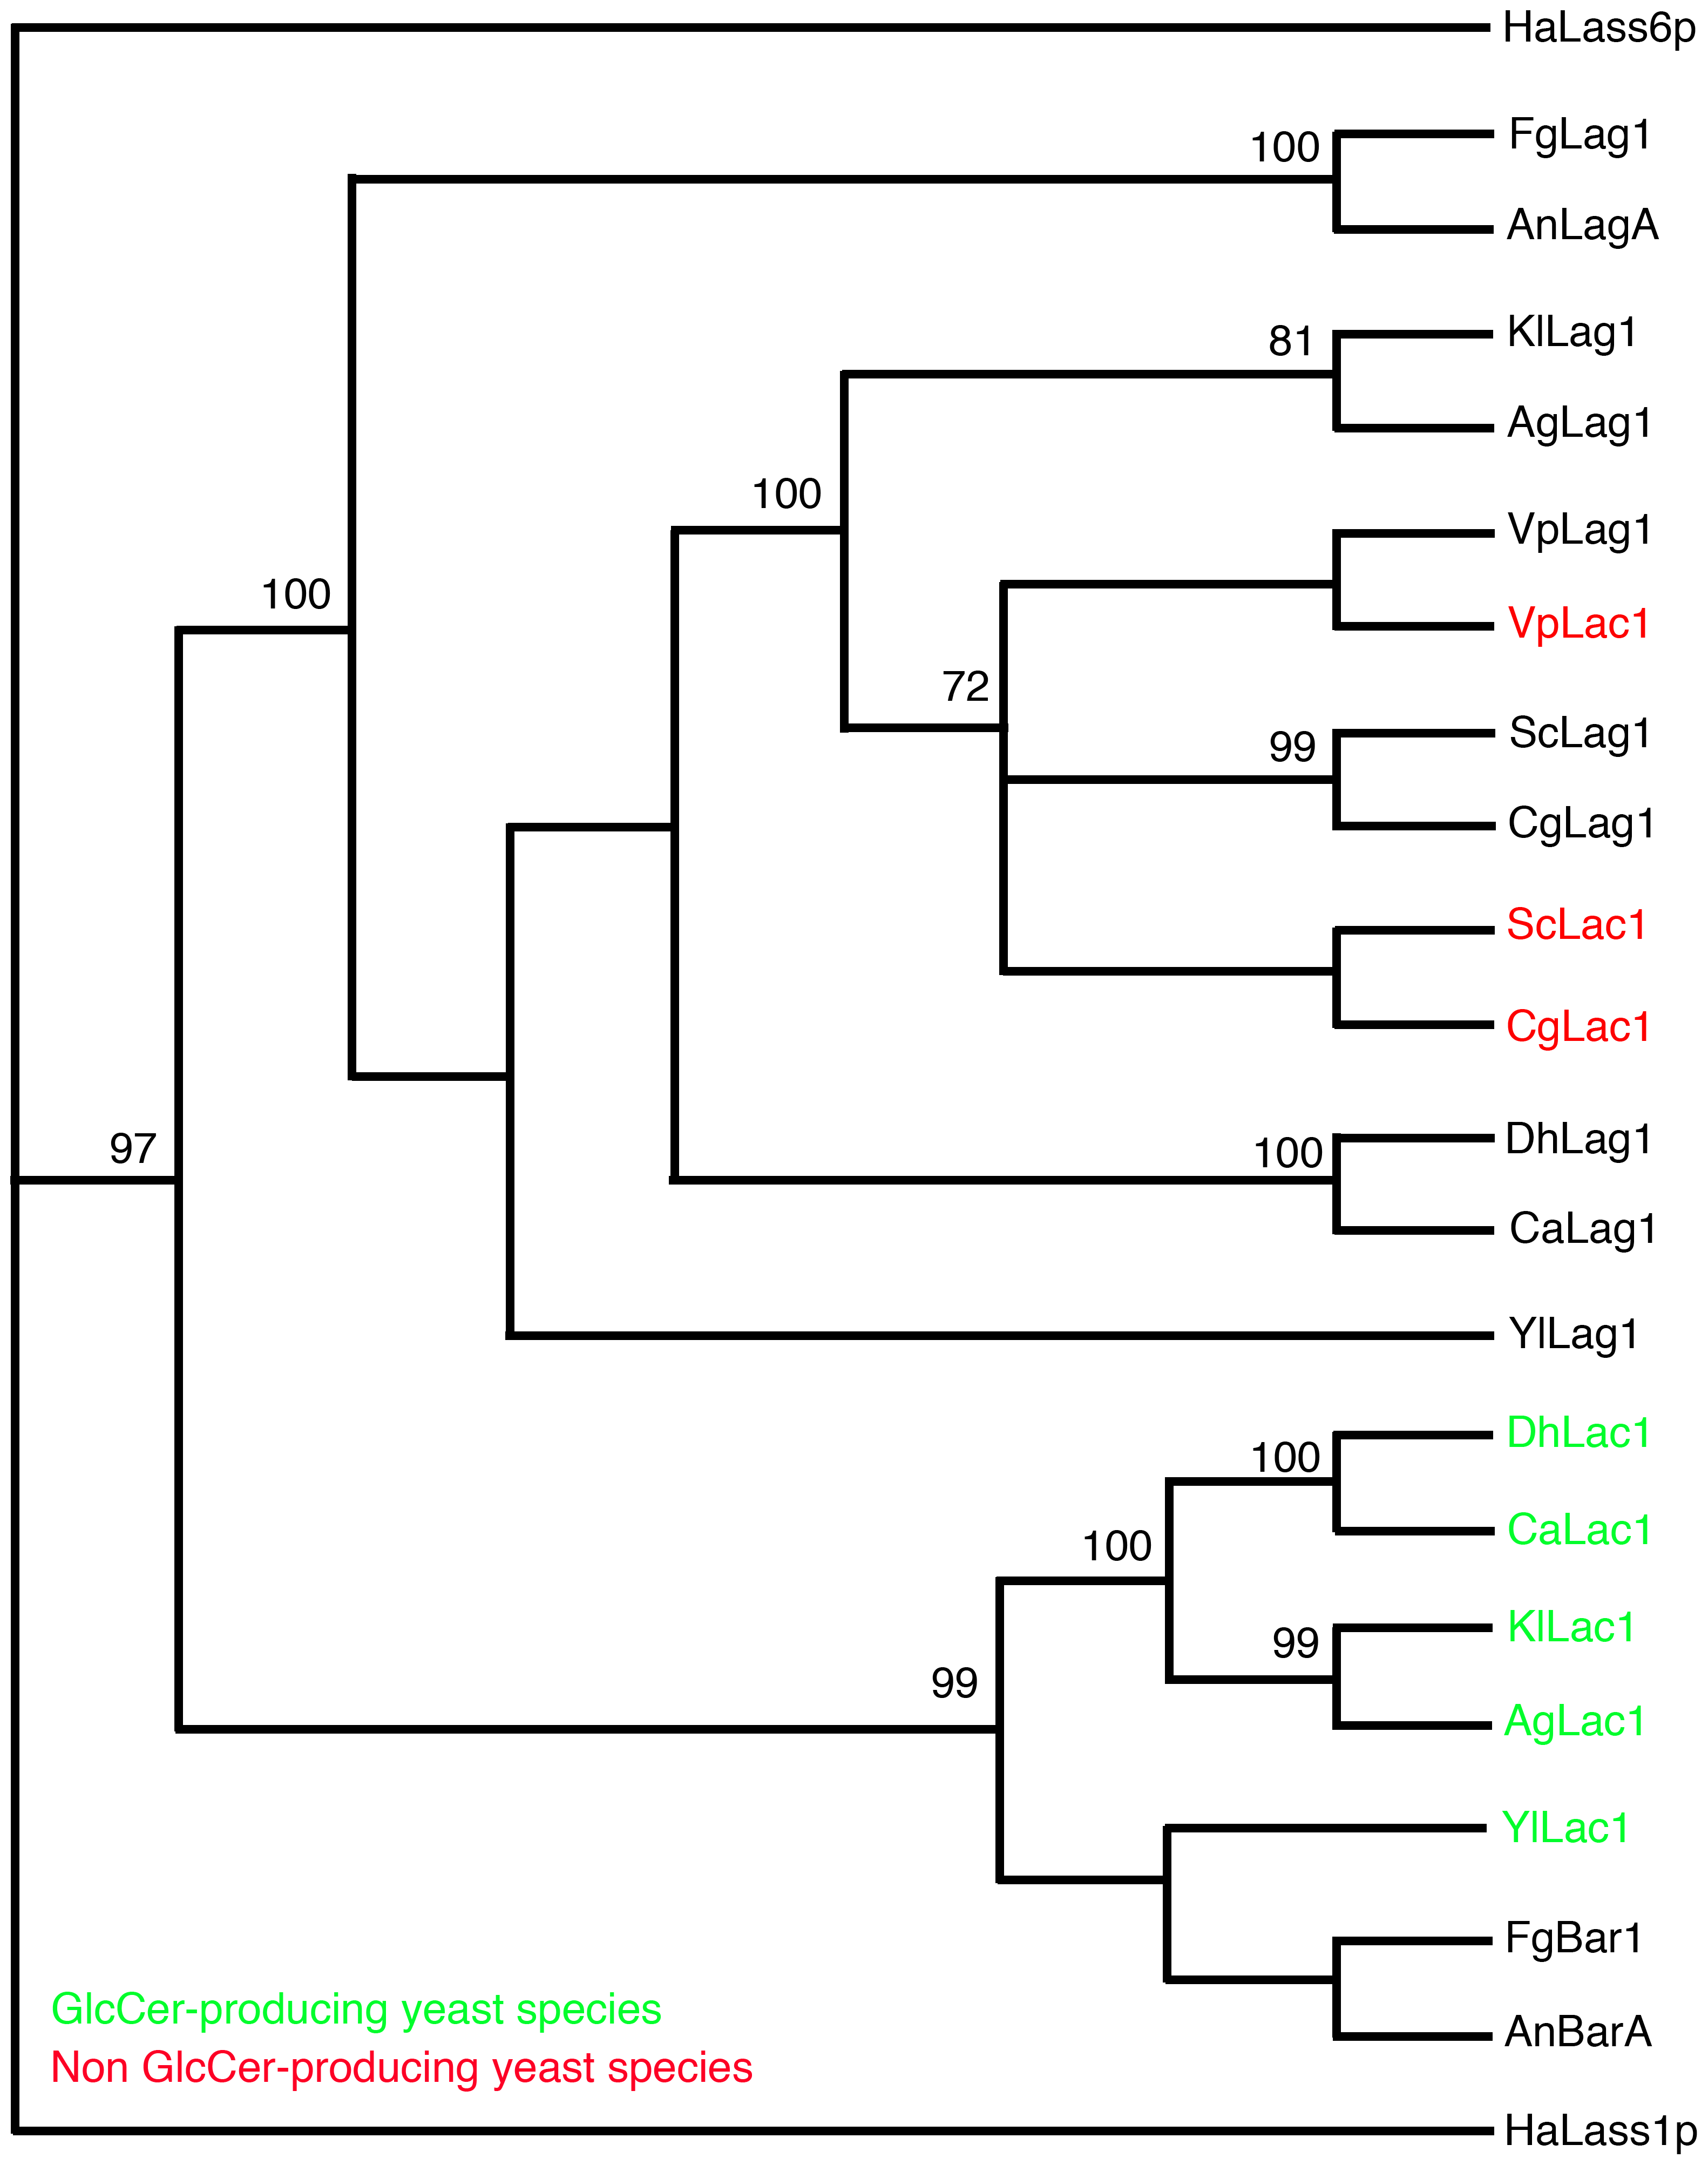 HaLass6p
FgLag1
100
AnLagA
KlLag1
81
AgLag1
100
VpLag1
100
VpLac1
72
ScLag1
99
CgLag1
ScLac1
CgLac1
DhLag1
97
100
CaLag1
YlLag1
DhLac1
100
CaLac1
100
KlLac1
99
99
AgLac1
YlLac1
FgBar1
GlcCer-producing yeast species
AnBarA
Non GlcCer-producing yeast species
HaLass1p